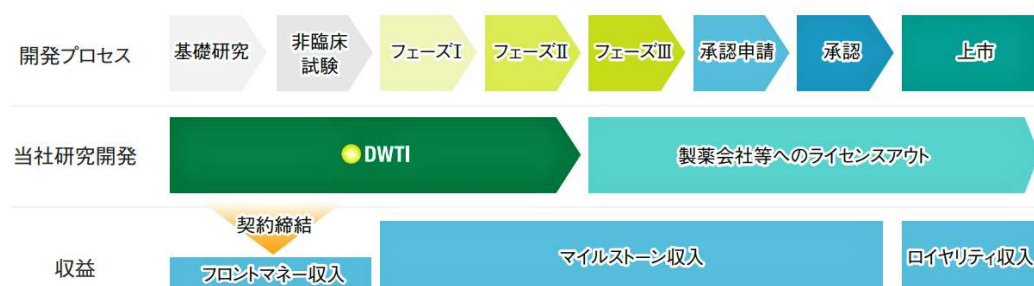 開発プロセス
基礎研究
非臨床
試験
フェーズⅠ
フェーズⅡ
フェーズⅢ
承認申請
承認
上市
当社研究開発
DWTI
製薬会社等へのライセンスアウト
収益
契約締結
フロントマネー収入
マイルストーン収入
ロイヤリティ収入